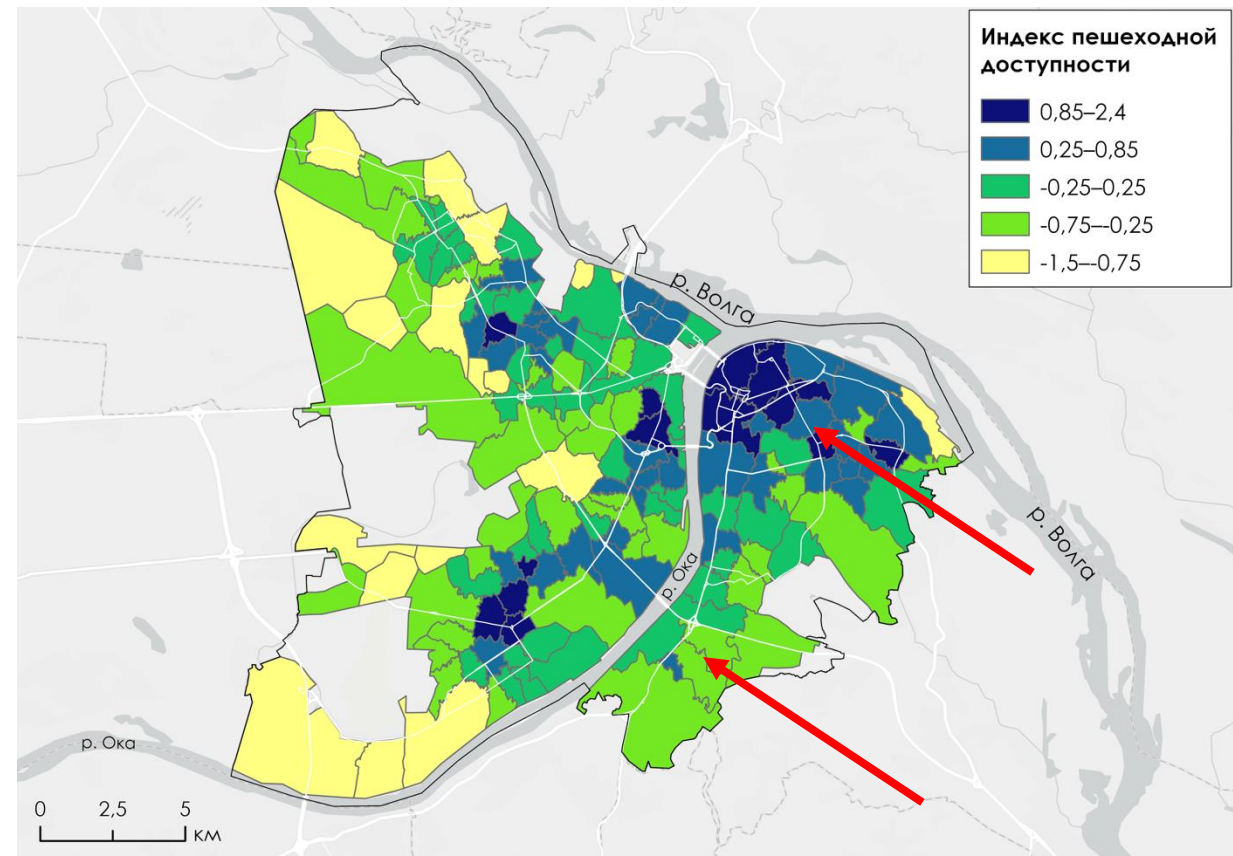 Индекс пешеходной
доступности
0,85–2,4
0,25–0,85
-0,25–0,25
-0,75–-0,25
-1,5–-0,75
р. Волга
р. Волга
р. Ока
р. Ока
0 2,5 5
КМ